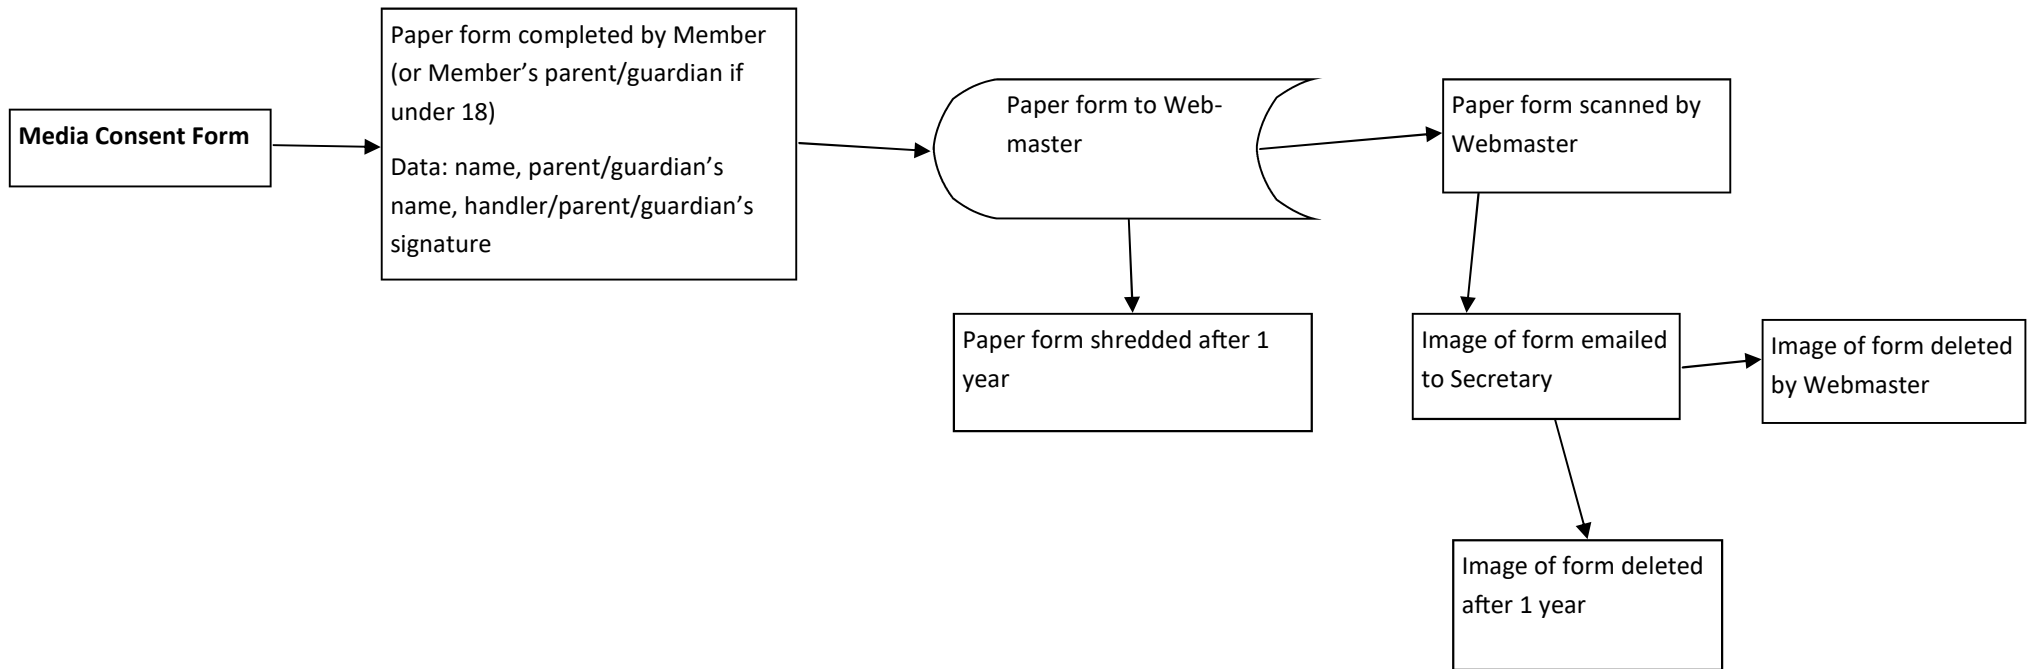 Media Consent Form
Paper form completed by Member
(or Member’s parent/guardian if
under 18)
Data: name, parent/guardian’s
name, handler/parent/guardian’s
signature
Paper form to Web-
master
Paper form scanned by
Webmaster
Paper form shredded after 1
year
Image of form emailed
to Secretary
Image of form deleted
by Webmaster
Image of form deleted
after 1 year